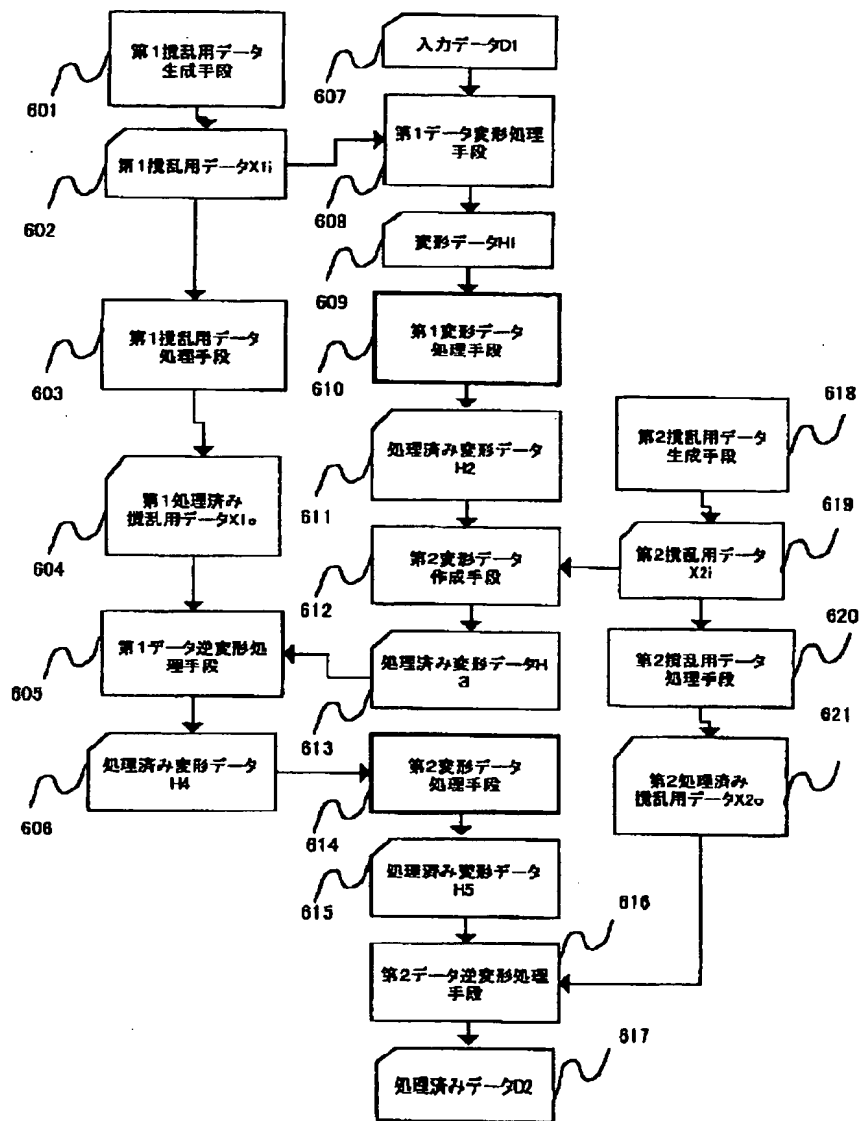 第1攪乱用データ
生成手段
601
第1攪乱用データX1i
602
第1攪乱用データ
処理手段
603
第1処理済み
攪乱用データX1o
604
第1データ逆変形処
理手段
605
処理済み変形データ
H4
606
入力データD1
607
第1データ変形処理
手段
608
変形データH1
609
第1変形データ
処理手段
610
処理済み変形データ
H2
611
第2変形データ
作成手段
612
処理済み変形データH
3
613
第2変形データ
処理手段
614
処理済み変形データ
H5
615
第2データ逆変形処理
手段
616
処理済みデータD2
617
第2攪乱用データ
生成手段
618
第2攪乱用データ
X2i
619
第2攪乱用データ
処理手段
620
第2処理済み
攪乱用データX2o
621